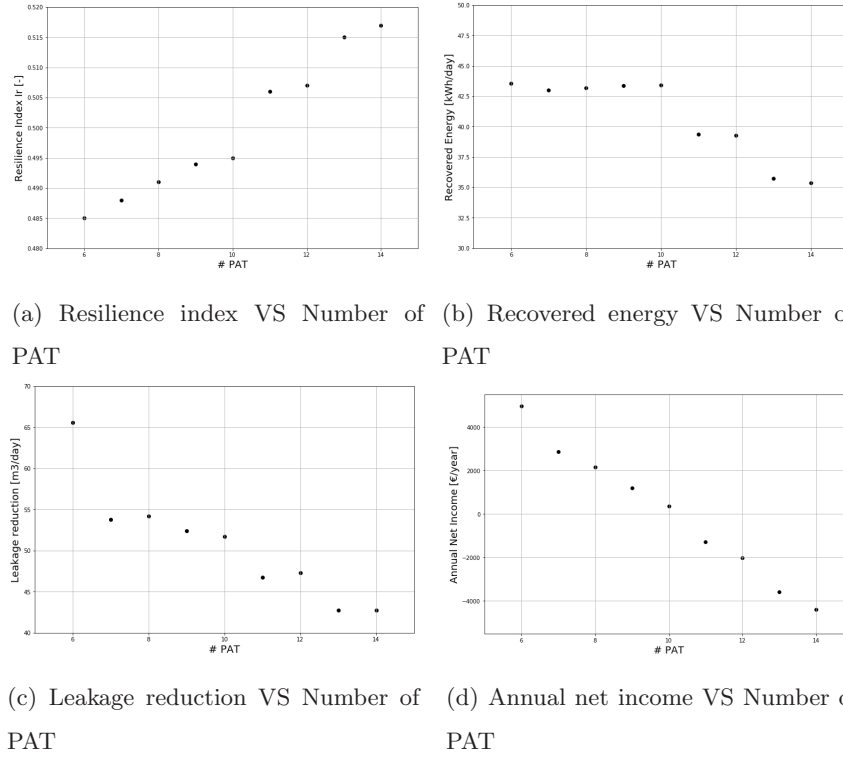 0.520
0.515
0.510
0.505
0.500
0.495
0.490
0.485
0.480
Resilience Index Ir [-]
6 8 10 12 14
# PAT
50.0
47.5
45.0
42.5
40.0
37.5
35.0
32.5
30.0
Recovered Energy [kWh/day]
6 8 10 12 14
# PAT
(a) Resilience index VS Number of
PAT
(b) Recovered energy VS Number o
PAT
70
65
60
55
50
45
40
Leakage reduction [m3/day]
6 8 10 12 14
# PAT
4000
2000
0
−2000
−4000
Annual Net Income [€/year]
6 8 10 12 14
# PAT
(c) Leakage reduction VS Number of
PAT
(d) Annual net income VS Number o
PAT